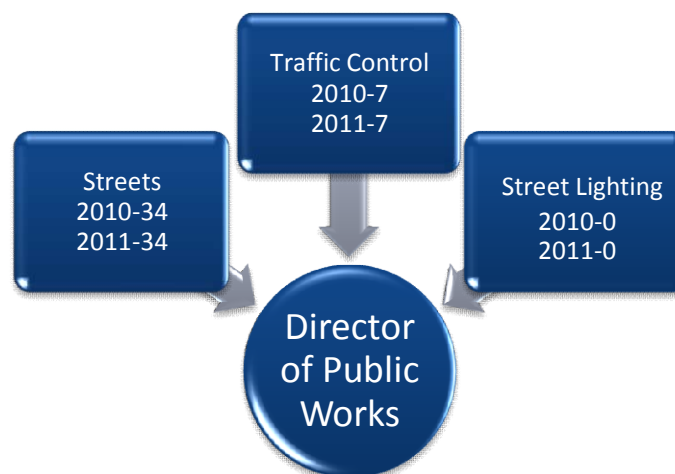 Traffic Control
2010-7
2011-7
Streets
2010-34
2011-34
Street Lighting
2010-0
2011-0
Director
of Public
Works